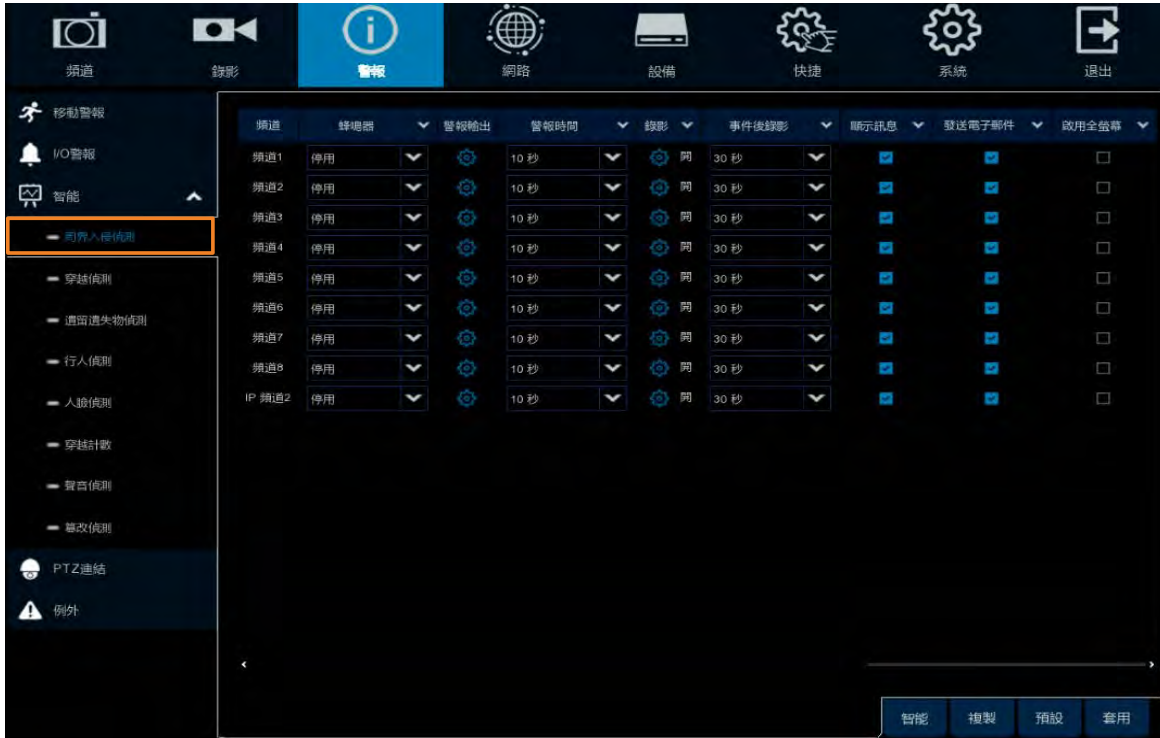 頻道 錄影 警報 網路 設備 快捷 系統 退出
移動警報
I/O警報
智能
周界入侵偵測
穿越偵測
遺留遺失物偵測
行人偵測
人臉偵測
穿越計數
聲音偵測
篡改偵測
PTZ連結
例外
頻道 蜂鳴器 警報輸出 警報時間 錄影 事件後錄影 顯示訊息 發送電子郵件 啟用全螢幕
頻道1 停用 10 秒 開 30 秒
頻道2 停用 10 秒 開 30 秒
頻道3 停用 10 秒 開 30 秒
頻道4 停用 10 秒 開 30 秒
頻道5 停用 10 秒 開 30 秒
頻道6 停用 10 秒 開 30 秒
頻道7 停用 10 秒 開 30 秒
頻道8 停用 10 秒 開 30 秒
IP 頻道2 停用 10 秒 開 30 秒
智能 複製 預設 套用